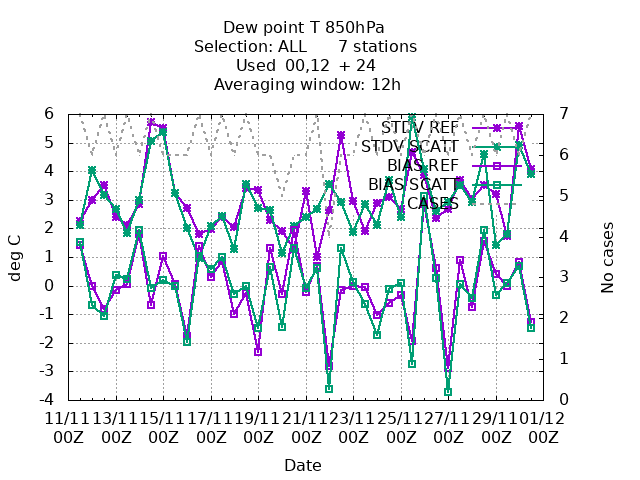 Dew point T 850hPa
Selection: ALL 7 stations
Used 00,12 + 24
Averaging window: 12h
6 7
5 6
4 5
3
2 4
1
0 3
-1 2
-2
-3 1
-4 0
STDV REF
STDV SCATT
BIAS REF
BIAS SCATT
CASES
deg C
No cases
11/11 13/11 15/11 17/11 19/11 21/11 23/11 25/11 27/11 29/11 01/12
00Z 00Z 00Z 00Z 00Z 00Z 00Z 00Z 00Z 00Z 00Z
Date